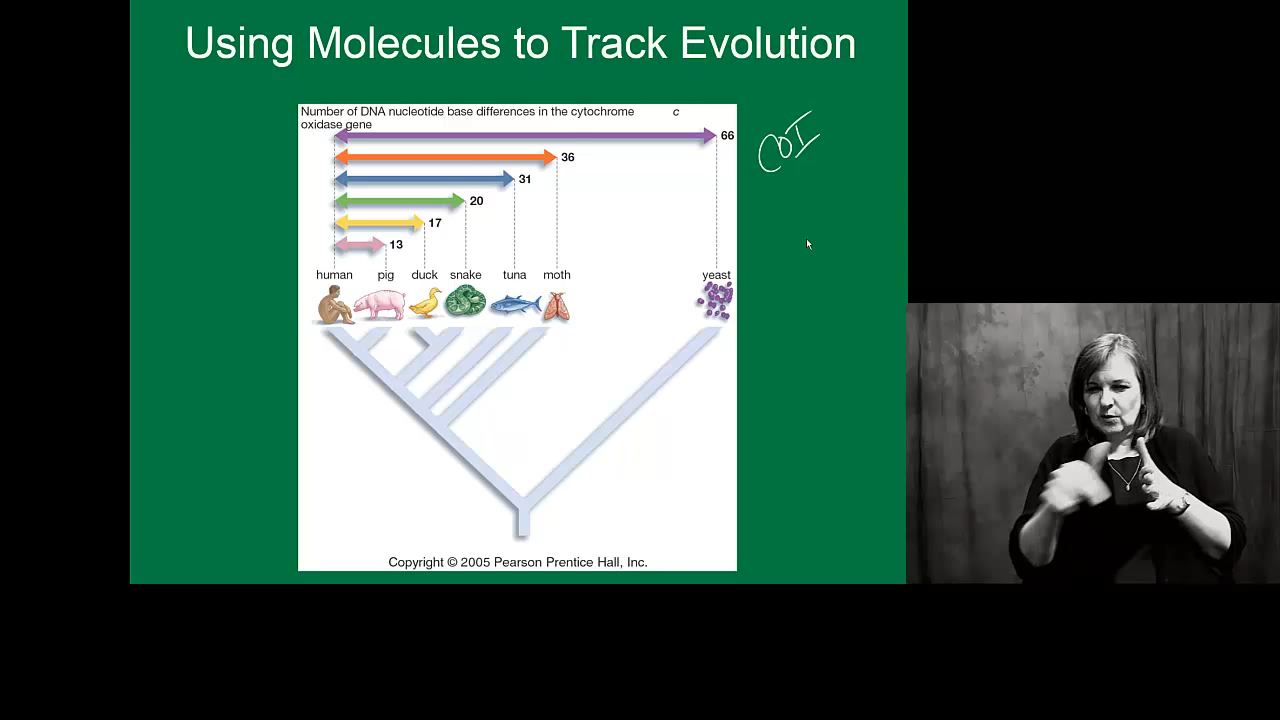 Using Molecules to Track Evolution
Number of DNA nucleotide base differences in the cytochrome c
oxidase gene
COI
66
36
31
20
17
13
human pig duck snake tuna moth yeast
Copyright © 2005 Pearson Prentice Hall, Inc.